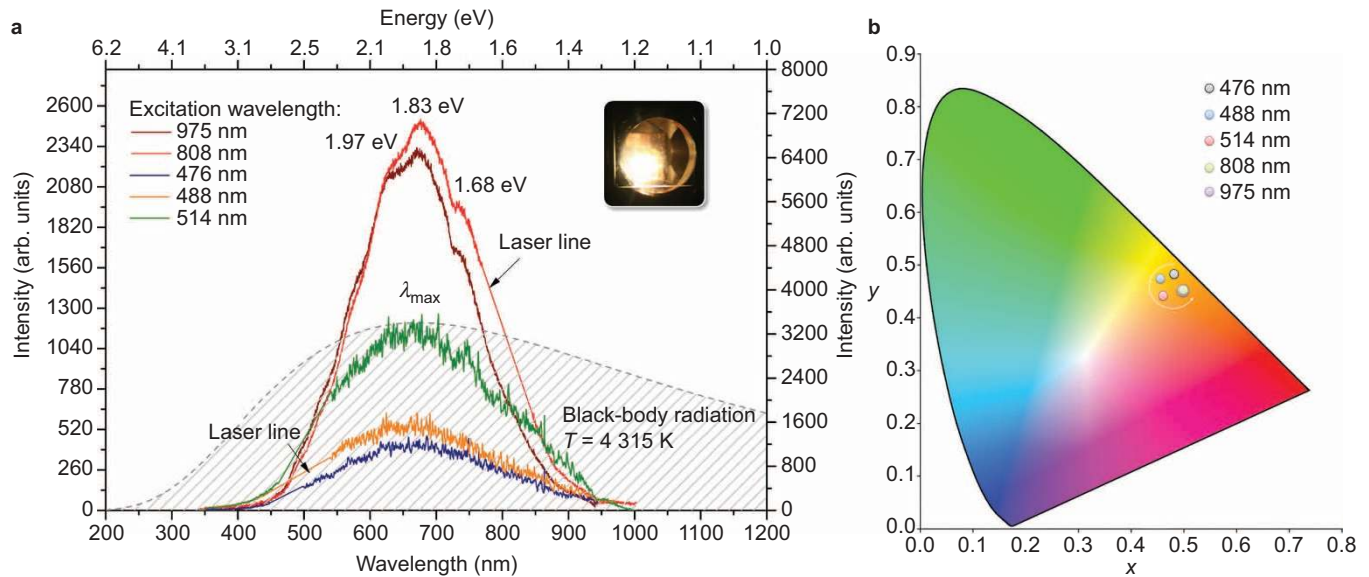 a
Energy (eV)
6.2 4.1 3.1 2.5 2.1 1.8 1.6 1.4 1.2 1.1 1.0
Intensity (arb. units)
2600
2340
2080
1820
1560
1300
1040
780
520
260
0
Excitation wavelength:
975 nm
808 nm
476 nm
488 nm
514 nm
1.83 eV
1.97 eV
1.68 eV
Laser line
λmax
Laser line
Black-body radiation
T = 4 315 K
8000
7200
6400
5600
4800
4000
3200
2400
1600
800
0
Intensity (arb. units)
200 300 400 500 600 700 800 900 1000 1100 1200
Wavelength (nm)
b
0.9
0.8
0.7
0.6
0.5
0.4
0.3
0.2
0.1
0.0
y
476 nm
488 nm
514 nm
808 nm
975 nm
0.0 0.1 0.2 0.3 0.4 0.5 0.6 0.7 0.8
x